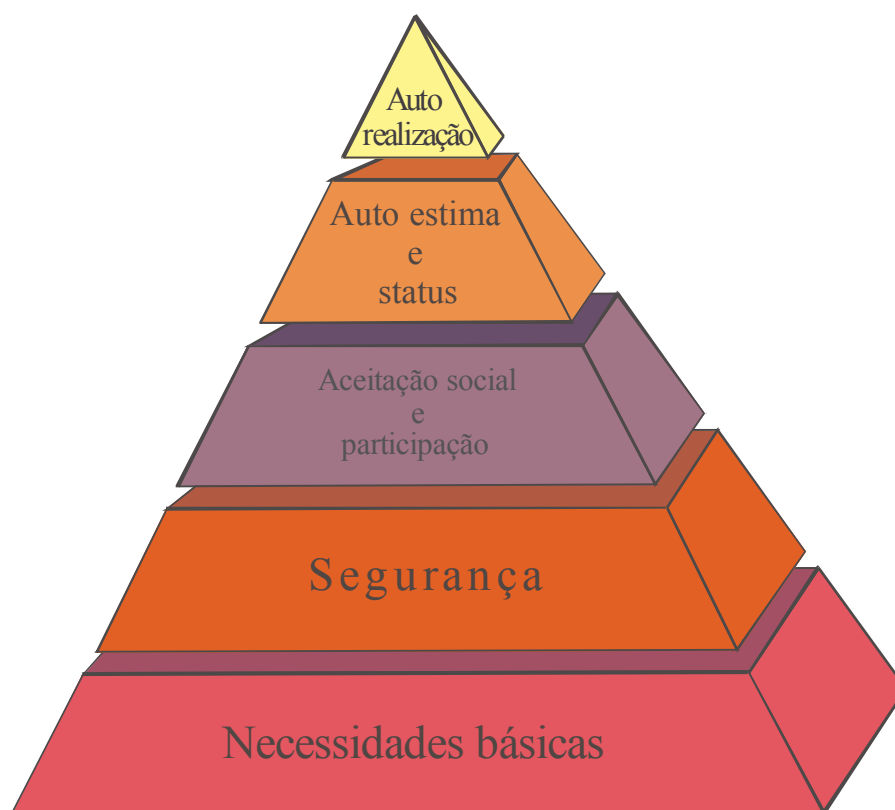 Auto
realização
Auto estima
e
status
Aceitação social
e
participação
Segurança
Necessidades básicas